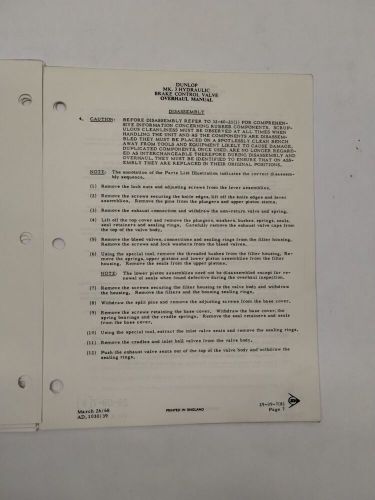 DUNLOP
MK. 3 HYDRAULIC
BRAKE CONTROL VALVE
OVERHAUL MANUAL
DISASSEMBLY
CAUTION: BEFORE DISASSEMBLY REFER TO 32-40-25(1) FOR COMPREHEN-
SIVE INFORMATION CONCERNING RUBBER COMPONENTS. SCRUP-
ULOUS CLEANLINESS MUST BE OBSERVED AT ALL TIMES WHEN
HANDLING THE UNIT AND AS THE COMPONENTS ARE DISASSEM-
BLED THEY MUST BE PLACED ON A SPOTLESSLY CLEAN BENCH
AWAY FROM TOOLS AND EQUIPMENT LIKELY TO CAUSE DAMAGE.
DUPLICATED COMPONENTS ONCE USED, ARE NO LONGER REGARD-
ED AS INTERCHANGEABLE THEREFORE DURING DISASSEMBLY AND
OVERHAUL, THEY MUST BE IDENTIFIED TO ENSURE THAT ON ASS-
EMBLY THEY ARE REPLACED IN THEIR ORIGINAL POSITIONS.
NOTE: The annotation of the Parts List Illustration indicates the correct disassem-
bly sequence.
(1) Remove the lock nuts and adjusting screws from the lever assemblies.
(2) Remove the screws securing the knife edges, lift off the knife edges and lever
assemblies. Remove the pins from the plungers and upper piston stems.
(3) Remove the exhaust connection and withdraw the non-return valve and spring.
(4) Lift off the top cover and remove the plungers, washers, bushes, springs, seals,
seal retainers and sealing rings. Carefully remove the exhaust valve caps from
the top of the valve body.
(5) Remove the bleed valves, connections and sealing rings from the filter housing.
Remove the screws and lock washers from the bleed valves.
(6) Using the special tool, remove the threaded bushes from the filter housing. Re-
move the springs, upper pistons and lower piston assemblies from the filter
housing. Remove the seals from the upper pistons.
NOTE: The lower piston assemblies need not be disassembled except for re-
newal of seals when found defective during the overhaul inspection.
(7) Remove the screws securing the filter housing to the valve body and withdraw
the housing. Remove the filters and the housing sealing rings.
(8) Withdraw the split pins and remove the adjusting screws from the base cover.
(9) Remove the screws retaining the base cover. Withdraw the base cover, the
spring bearings and the cradle springs. Remove the seal retainers and seals
from the base cover.
(10) Using the special tool, extract the inlet valve seats and remove the sealing rings.
(11) Remove the cradles and inlet ball valves from the valve body.
(12) Push the exhaust valve seats out of the top of the valve body and withdraw the
sealing rings.
March 26/68
AD.1030/39
PRINTED IN ENGLAND
Page 7